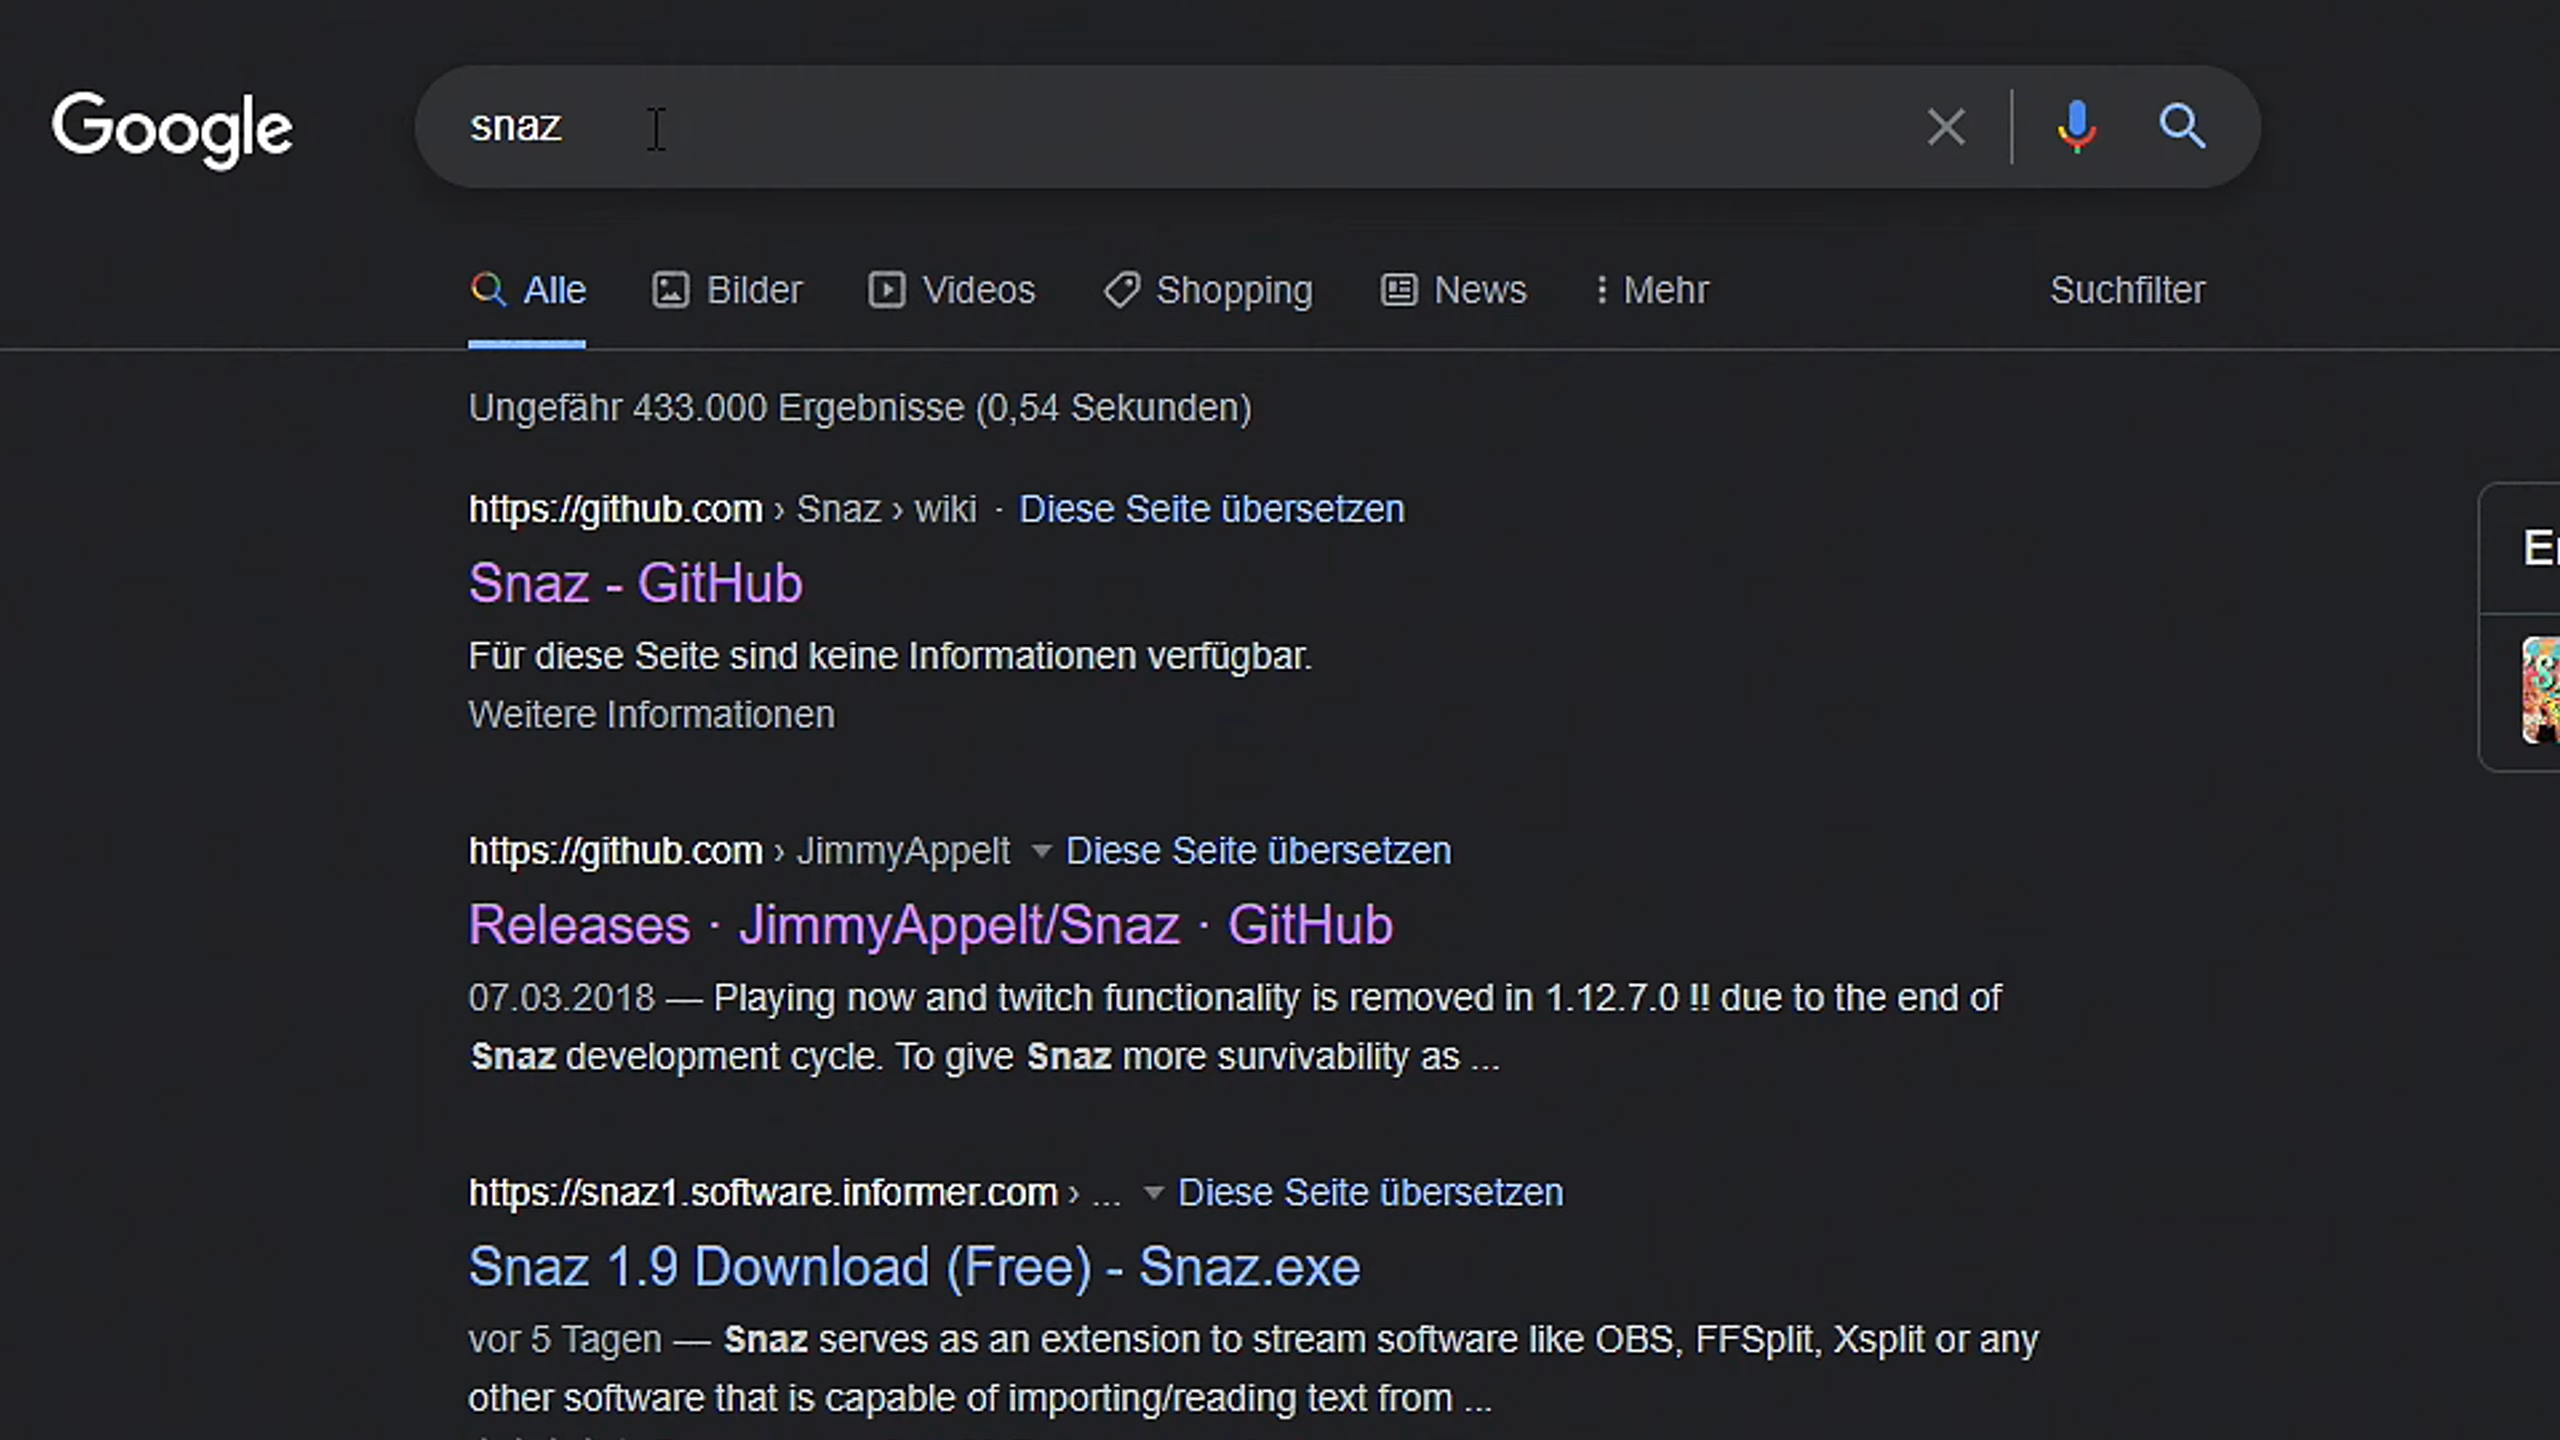 Google
snaz
Alle Bilder Videos Shopping News Mehr Suchfilter
Ungefähr 433.000 Ergebnisse (0,54 Sekunden)
https://github.com › Snaz › wiki · Diese Seite übersetzen
Snaz - GitHub
Für diese Seite sind keine Informationen verfügbar.
Weitere Informationen
https://github.com › JimmyAppelt Diese Seite übersetzen
Releases · JimmyAppelt/Snaz · GitHub
07.03.2018 — Playing now and twitch functionality is removed in 1.12.7.0 !! due to the end of
Snaz development cycle. To give Snaz more survivability as ...
https://snaz1.software.informer.com › ... Diese Seite übersetzen
Snaz 1.9 Download (Free) - Snaz.exe
vor 5 Tagen — Snaz serves as an extension to stream software like OBS, FFSplit, Xsplit or any
other software that is capable of importing/reading text from ...